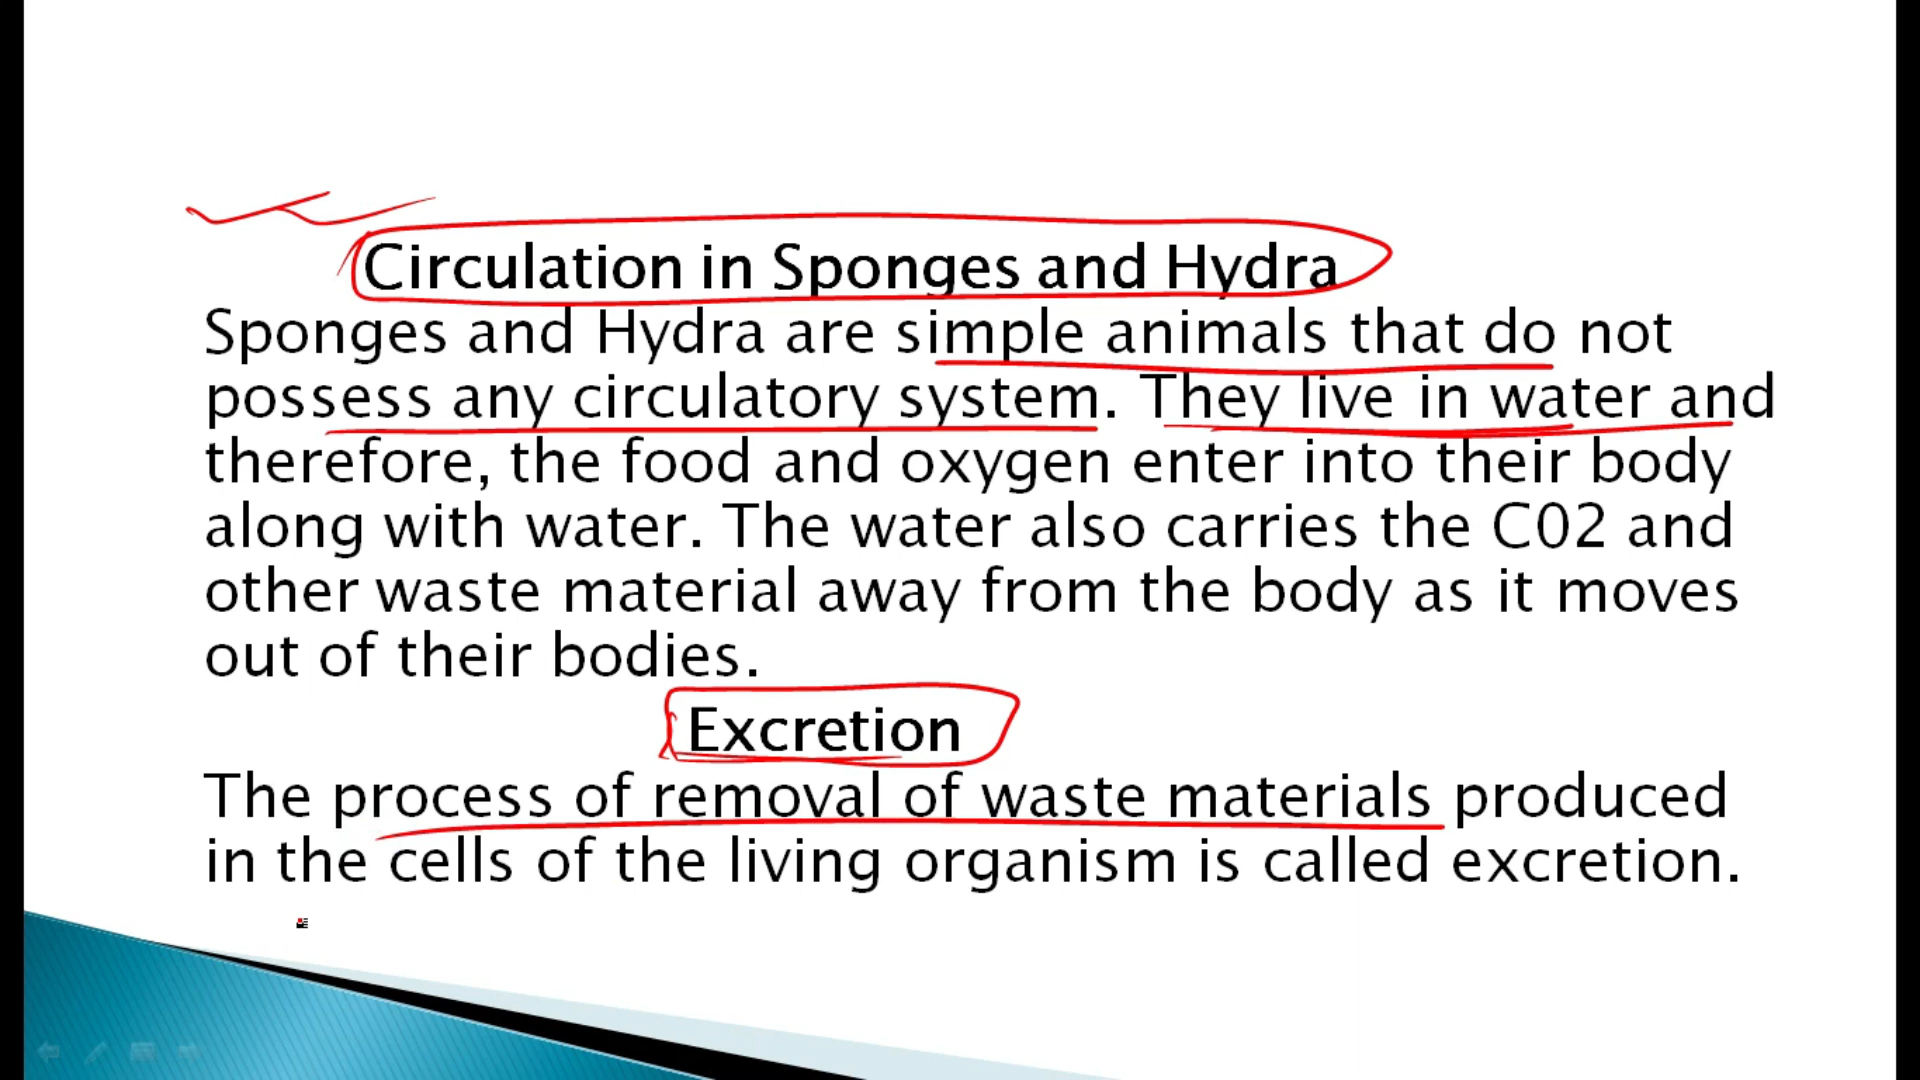 Circulation in Sponges and Hydra
Sponges and Hydra are simple animals that do not
possess any circulatory system. They live in water and
therefore, the food and oxygen enter into their body
along with water. The water also carries the C02 and
other waste material away from the body as it moves
out of their bodies.
Excretion
The process of removal of waste materials produced
in the cells of the living organism is called excretion.